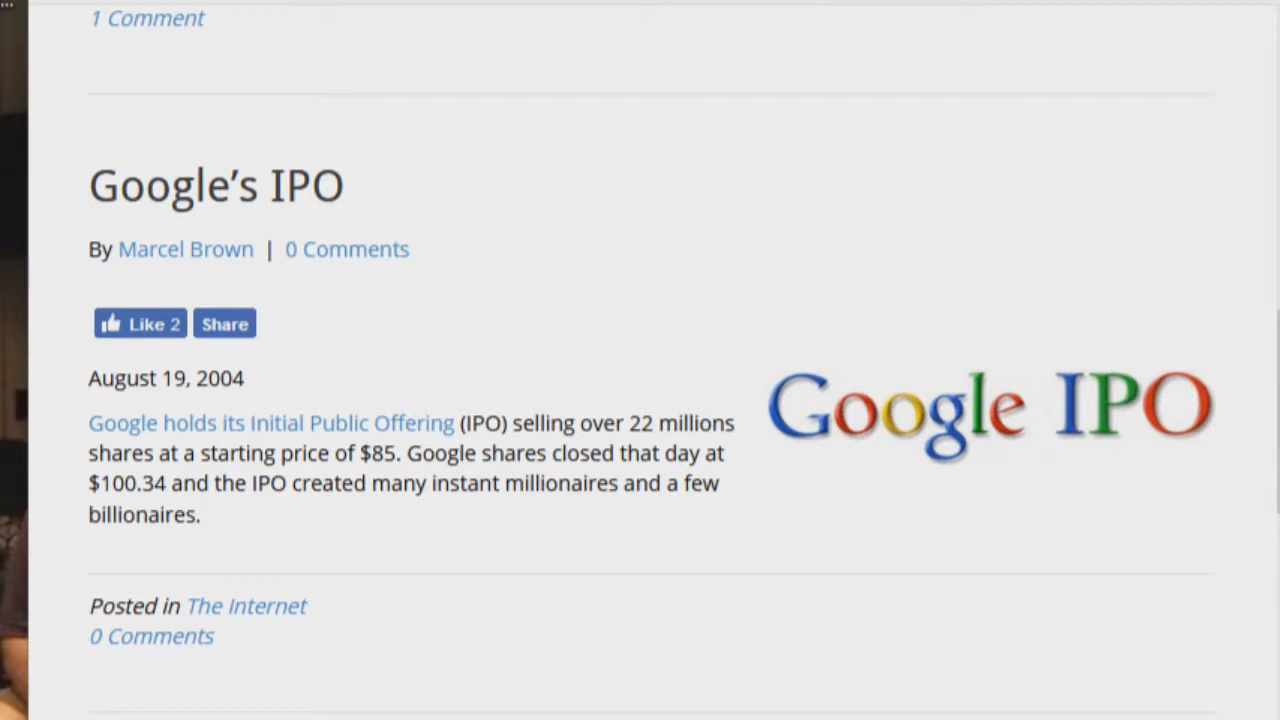 1 Comment
Google’s IPO
By Marcel Brown | 0 Comments
Like 2 Share
August 19, 2004
Google holds its Initial Public Offering (IPO) selling over 22 millions
shares at a starting price of $85. Google shares closed that day at
$100.34 and the IPO created many instant millionaires and a few
billionaires.
Google IPO
Posted in The Internet
0 Comments